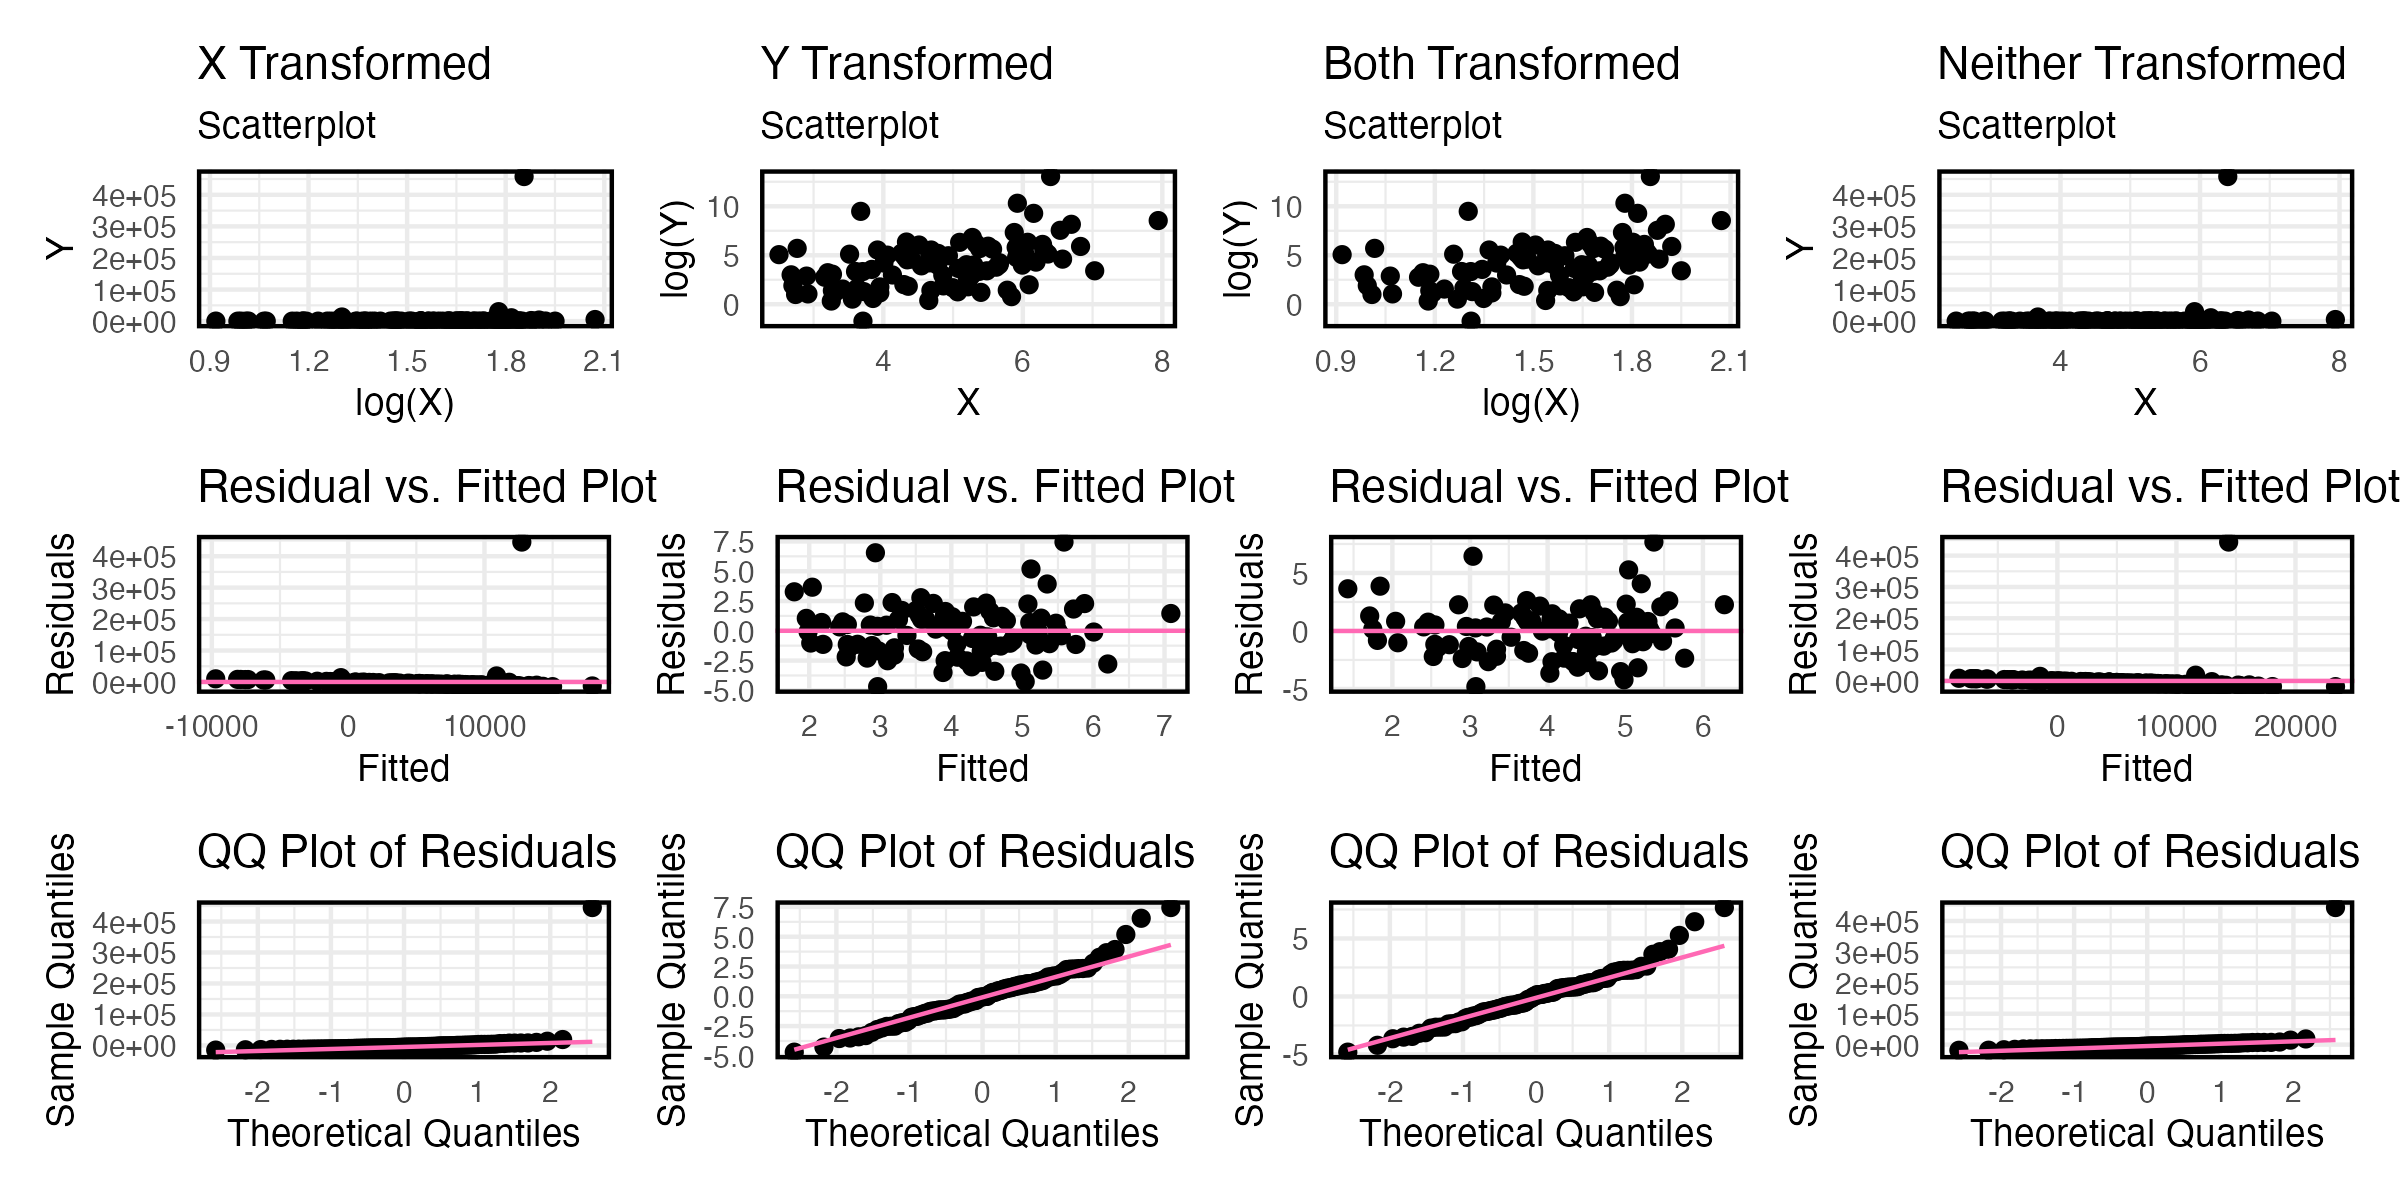 X Transformed
Scatterplot
Y
4e+05
3e+05
2e+05
1e+05
0e+00
0.9 1.2 1.5 1.8 2.1
log(X)
Y Transformed
Scatterplot
log(Y)
10
5
0
4 6 8
X
Both Transformed
Scatterplot
log(Y)
10
5
0
0.9 1.2 1.5 1.8 2.1
log(X)
Neither Transformed
Scatterplot
Y
4e+05
3e+05
2e+05
1e+05
0e+00
4 6 8
X
Residual vs. Fitted Plot
Residuals
4e+05
3e+05
2e+05
1e+05
0e+00
-10000 0 10000
Fitted
Residual vs. Fitted Plot
Residuals
7.5
5.0
2.5
0.0
-2.5
-5.0
2 3 4 5 6 7
Fitted
Residual vs. Fitted Plot
Residuals
5
0
-5
2 3 4 5 6
Fitted
Residual vs. Fitted Plot
Residuals
4e+05
3e+05
2e+05
1e+05
0e+00
0 10000 20000
Fitted
QQ Plot of Residuals
Sample Quantiles
4e+05
3e+05
2e+05
1e+05
0e+00
-2 -1 0 1 2
Theoretical Quantiles
QQ Plot of Residuals
Sample Quantiles
7.5
5.0
2.5
0.0
-2.5
-5.0
-2 -1 0 1 2
Theoretical Quantiles
QQ Plot of Residuals
Sample Quantiles
5
0
-5
-2 -1 0 1 2
Theoretical Quantiles
QQ Plot of Residuals
Sample Quantiles
4e+05
3e+05
2e+05
1e+05
0e+00
-2 -1 0 1 2
Theoretical Quantiles